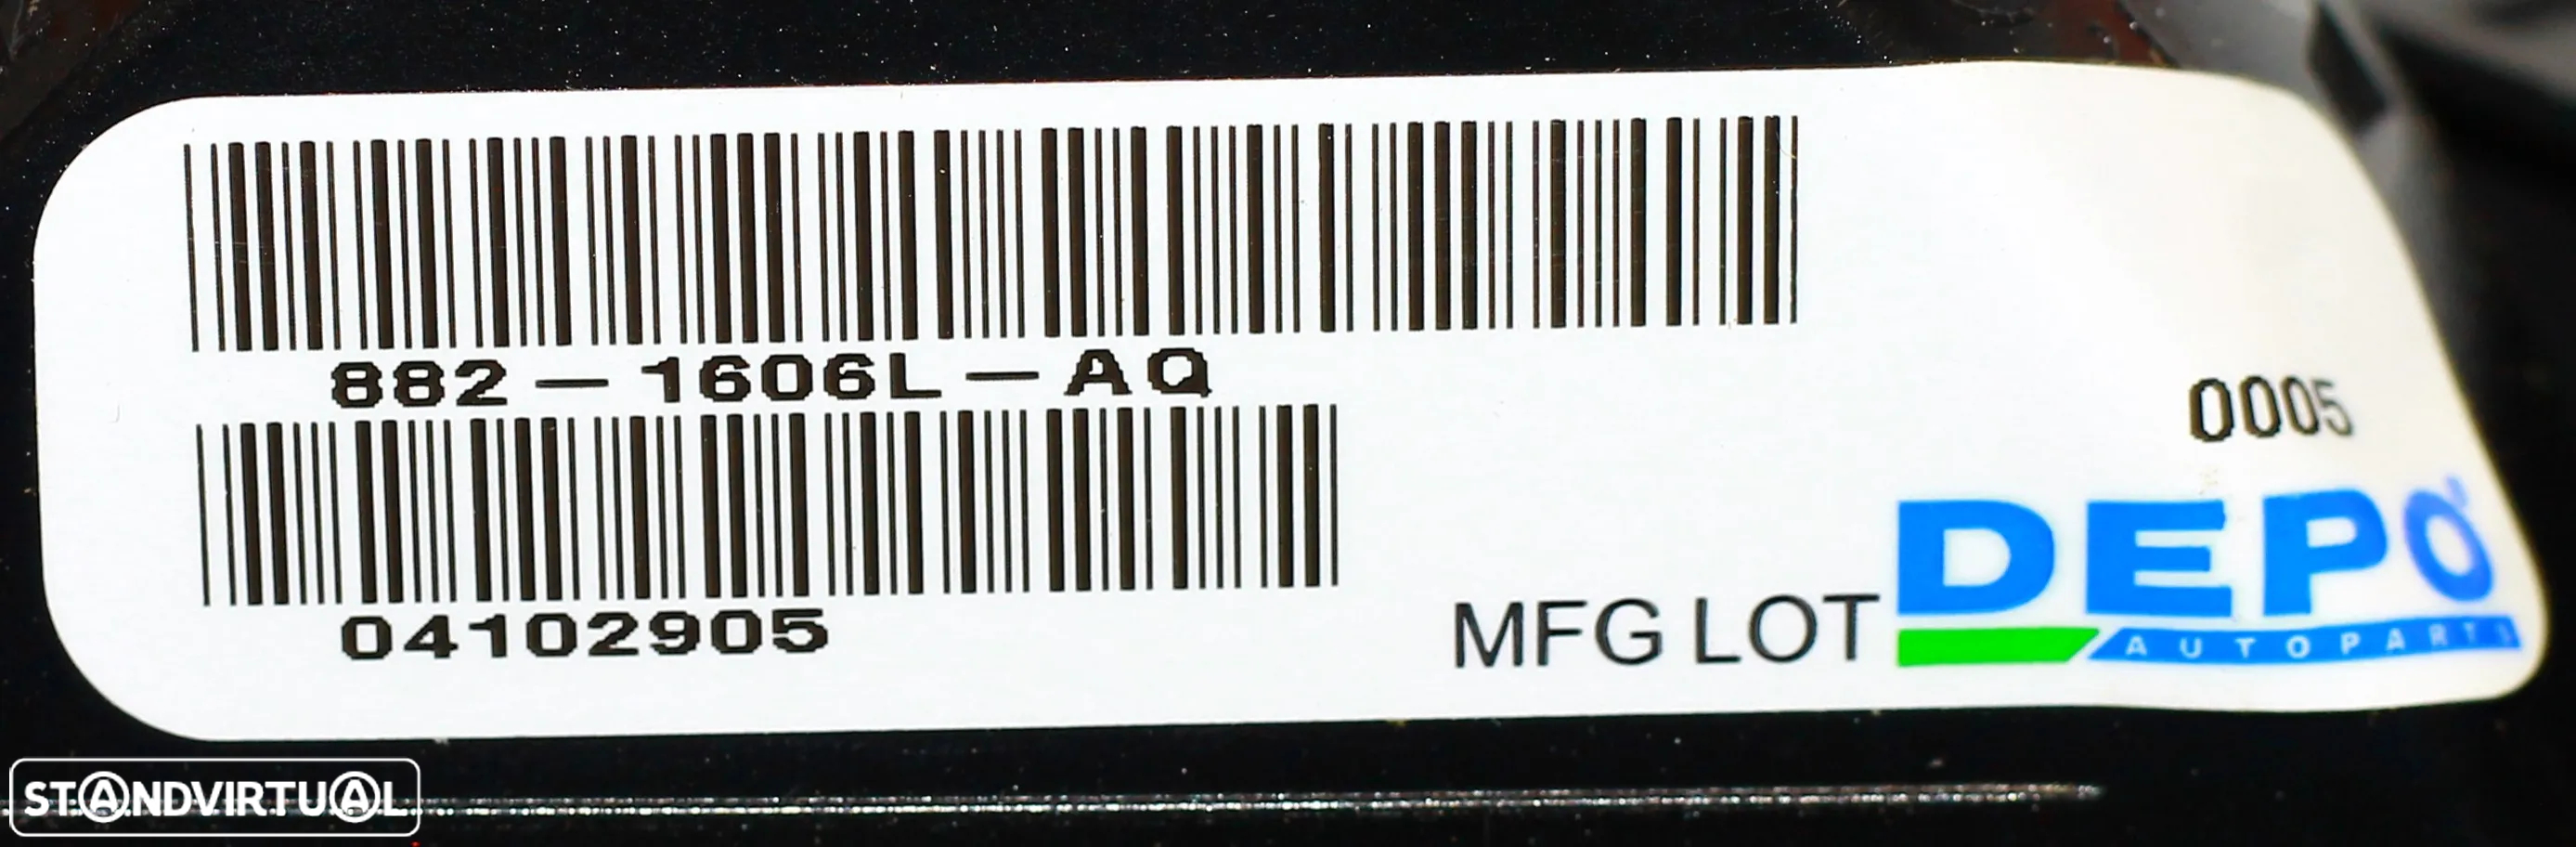 882-1606L-AQ
04102905
0005
MFG LOT
DEPO
AUTOPARTS
STANDVIRTUAL